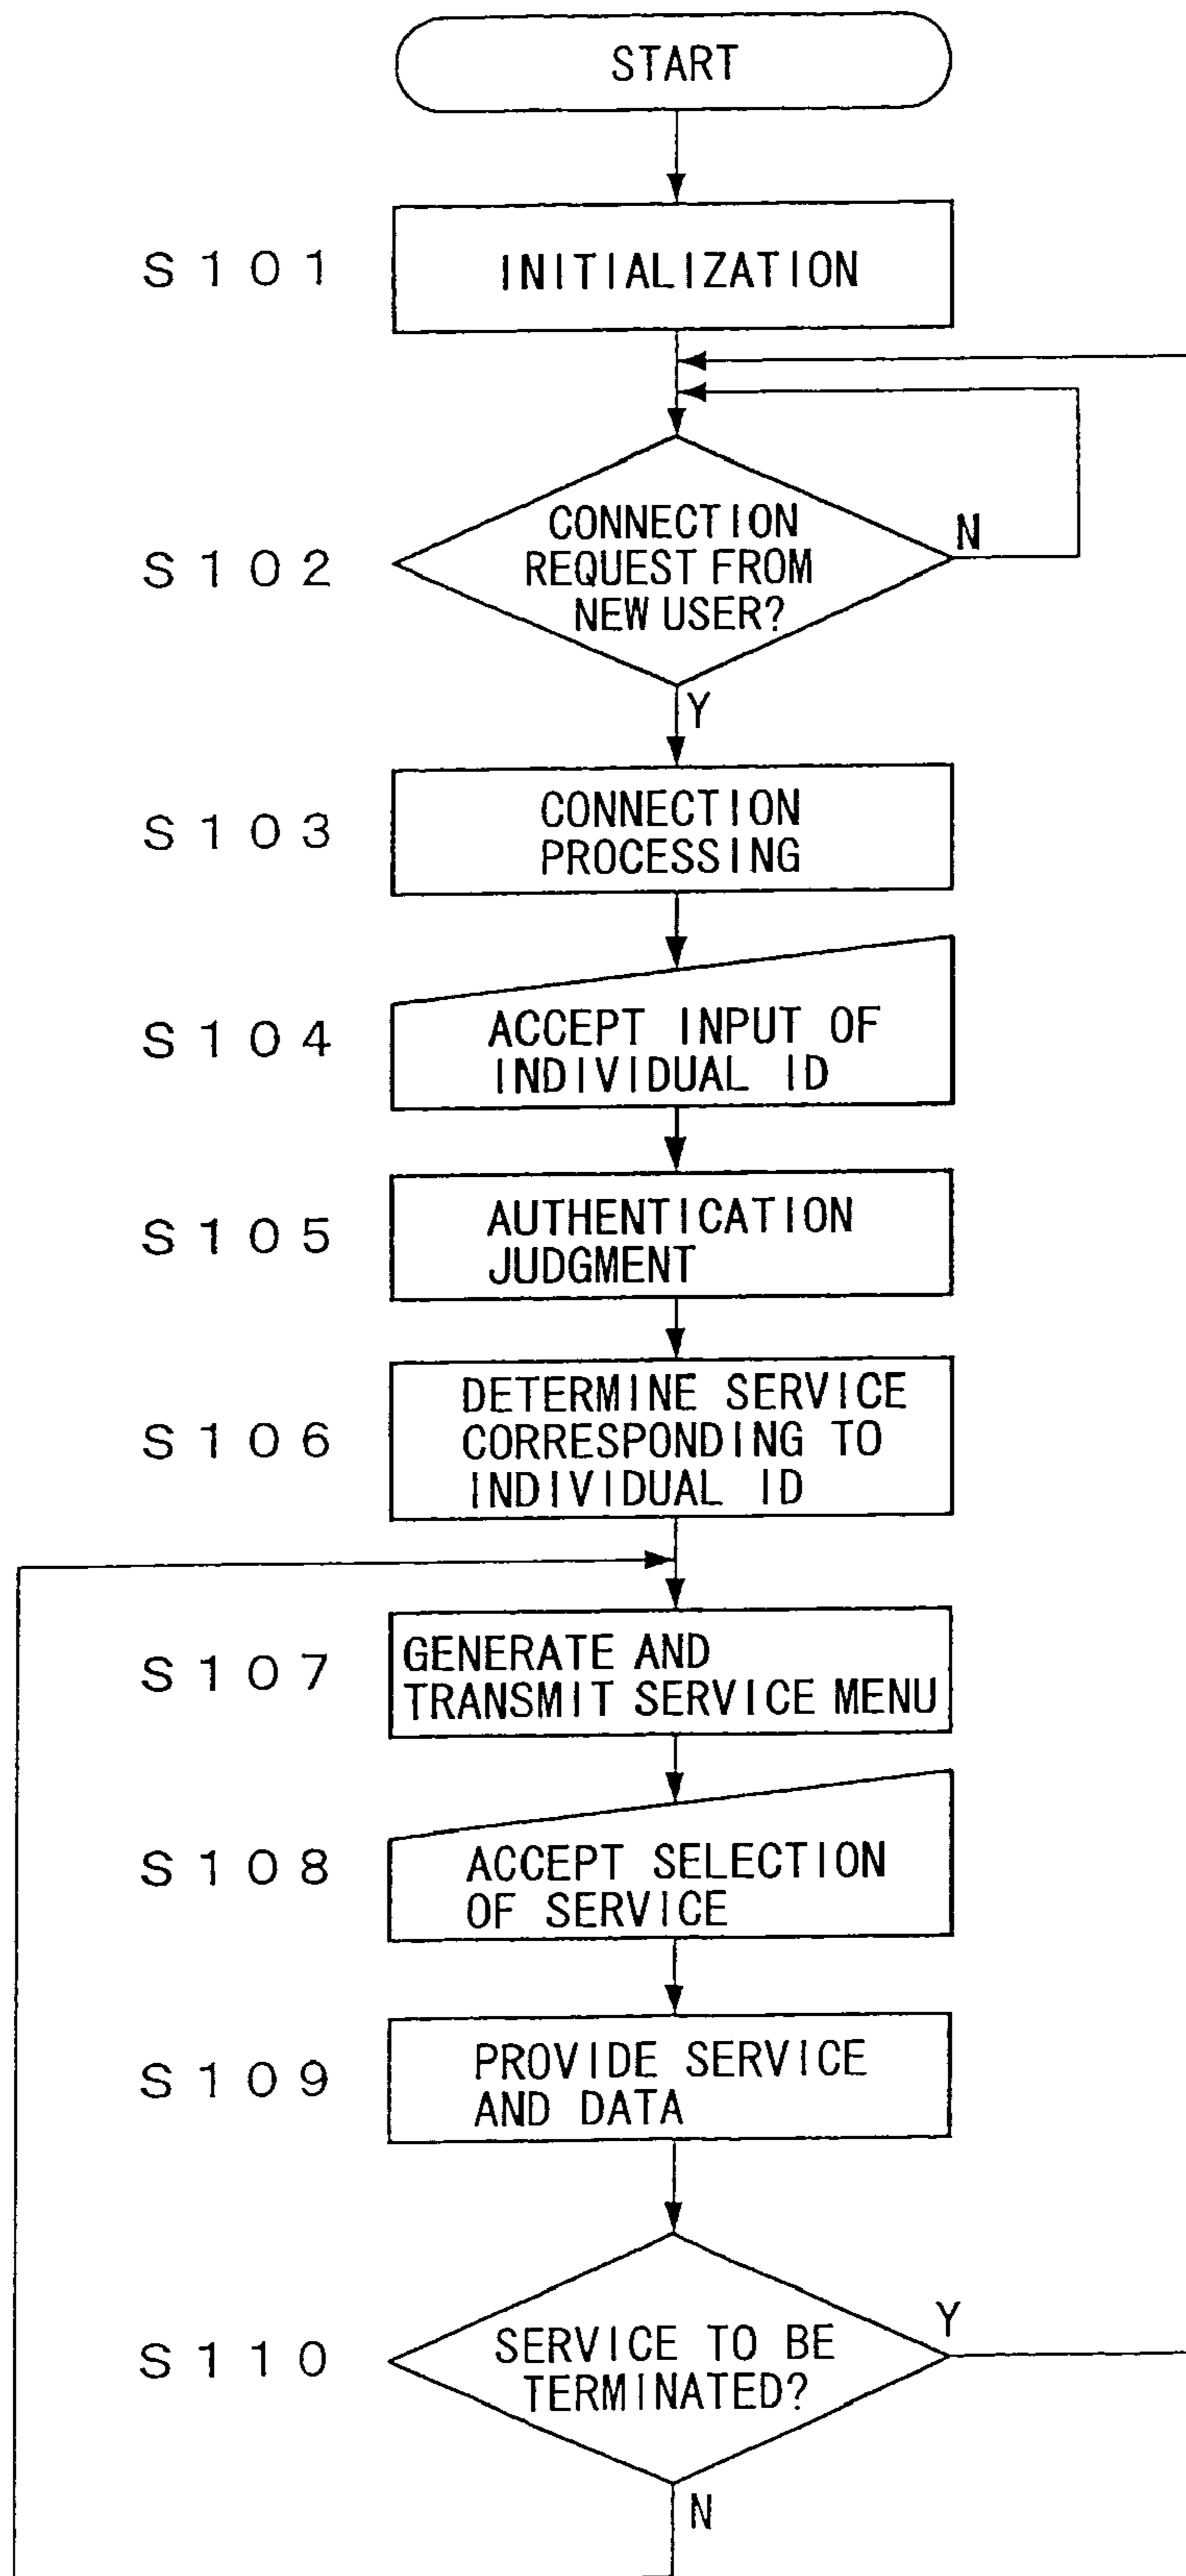 START
S101
INITIALIZATION
S102
CONNECTION
REQUEST FROM
NEW USER?
N
Y
S103
CONNECTION
PROCESSING
S104
ACCEPT INPUT OF
INDIVIDUAL ID
S105
AUTHENTICATION
JUDGMENT
S106
DETERMINE SERVICE
CORRESPONDING TO
INDIVIDUAL ID
S107
GENERATE AND
TRANSMIT SERVICE MENU
S108
ACCEPT SELECTION
OF SERVICE
S109
PROVIDE SERVICE
AND DATA
S110
SERVICE TO BE
TERMINATED?
Y
N